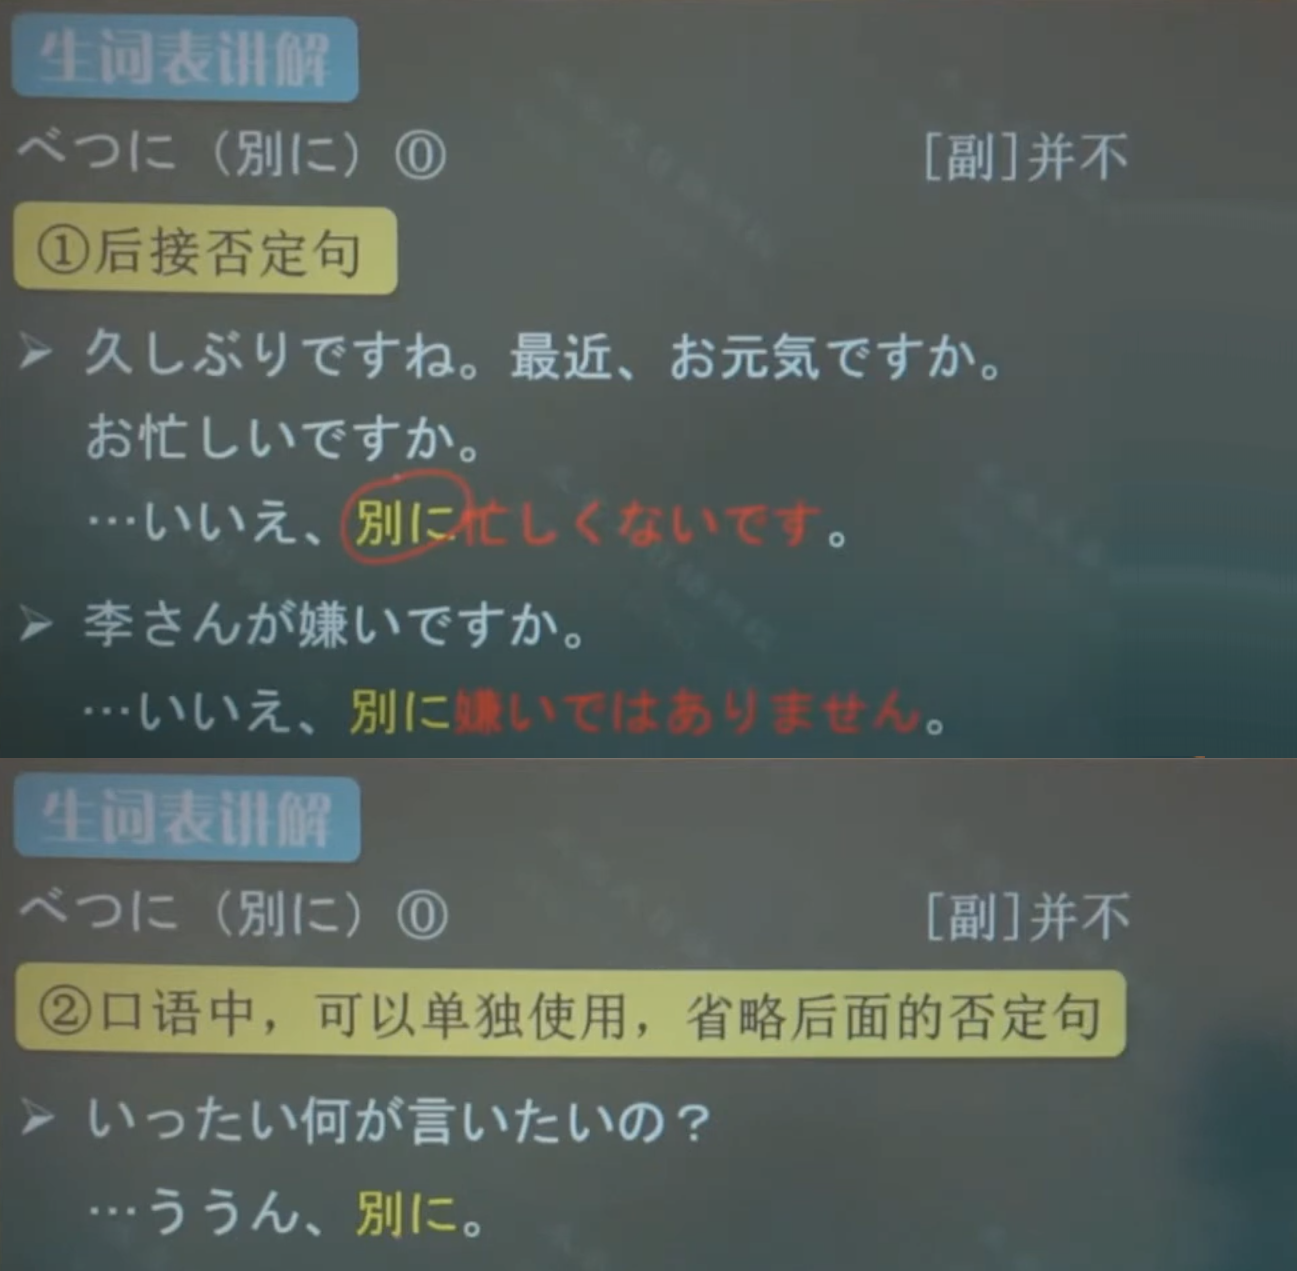 生词表讲解
べつに（別に）⓪ [副]并不
①后接否定句
➢ 久しぶりですね。最近、お元気ですか。
お忙しいですか。
…いいえ、別に忙しくないです。
➢ 李さんが嫌いですか。
…いいえ、別に嫌いではありません。
生词表讲解
べつに（別に）⓪ [副]并不
②口语中，可以单独使用，省略后面的否定句
➢ いったい何が言いたいの？
…ううん、別に。